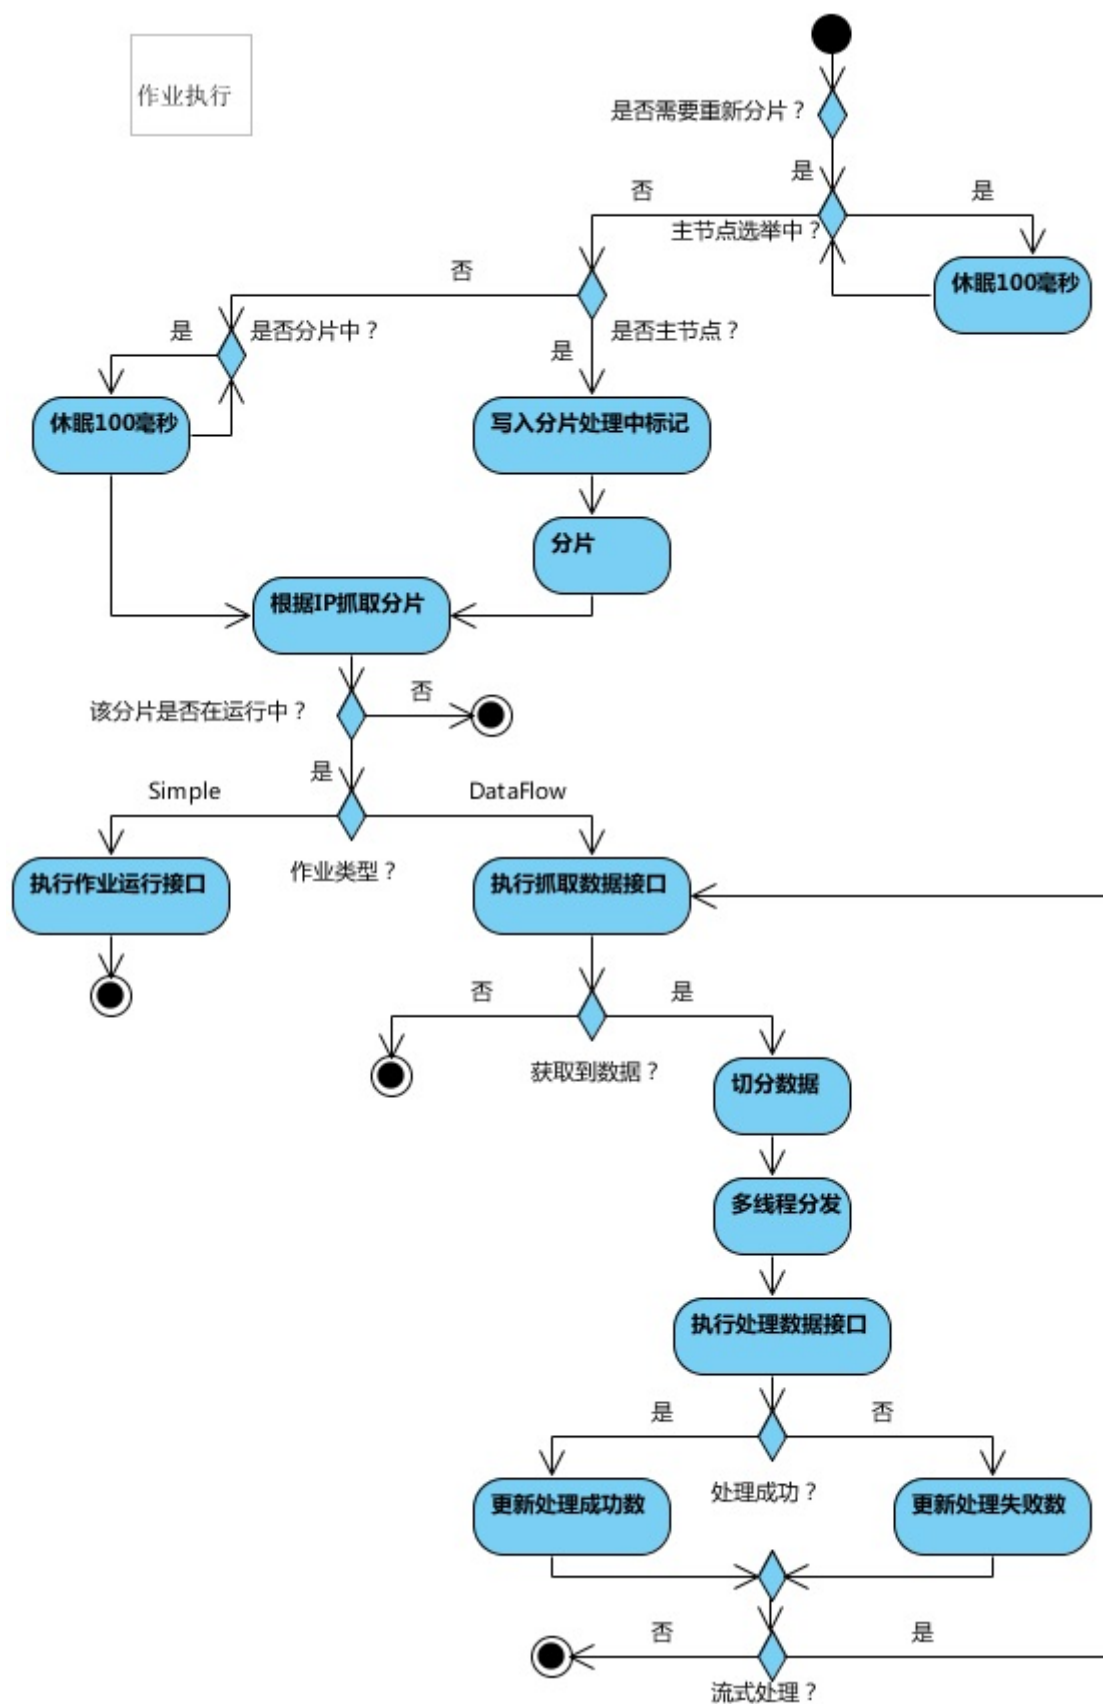 作业执行
是否需要重新分片？
是
否
是
主节点选举中？
休眠100毫秒
否
是
是否分片中？
是否主节点？
是
休眠100毫秒
写入分片处理中标记
分片
根据IP抓取分片
否
该分片是否在运行中？
是
Simple
DataFlow
作业类型？
执行作业运行接口
执行抓取数据接口
否
是
获取到数据？
切分数据
多线程分发
执行处理数据接口
是
否
处理成功？
更新处理成功数
更新处理失败数
否
是
流式处理？